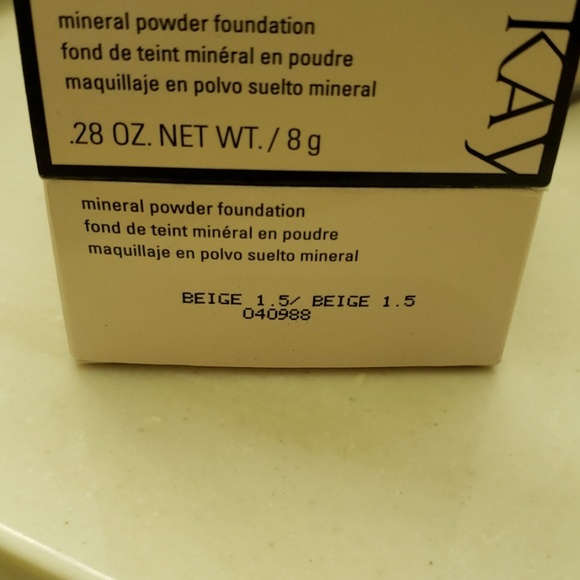 mineral powder foundation
fond de teint minéral en poudre
maquillaje en polvo suelto mineral
.28 OZ. NET WT./ 8 g
KAY
mineral powder foundation
fond de teint minéral en poudre
maquillaje en polvo suelto mineral
BEIGE 1.5/ BEIGE 1.5
040988